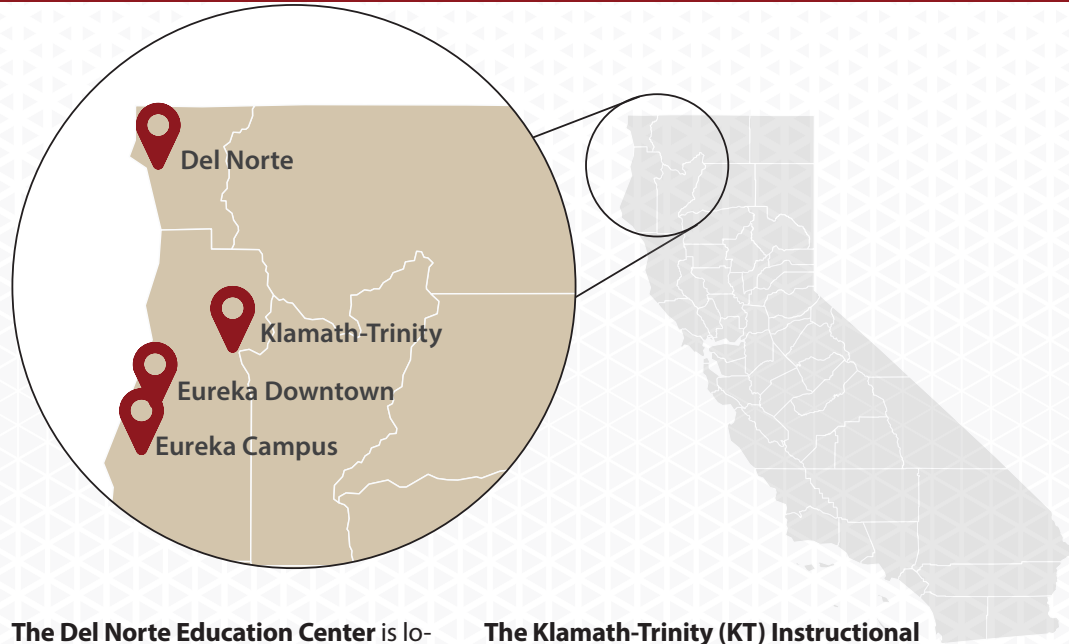 Del Norte
Klamath-Trinity
Eureka Downtown
Eureka Campus
The Del Norte Education Center is lo-
The Klamath-Trinity (KT) Instructional